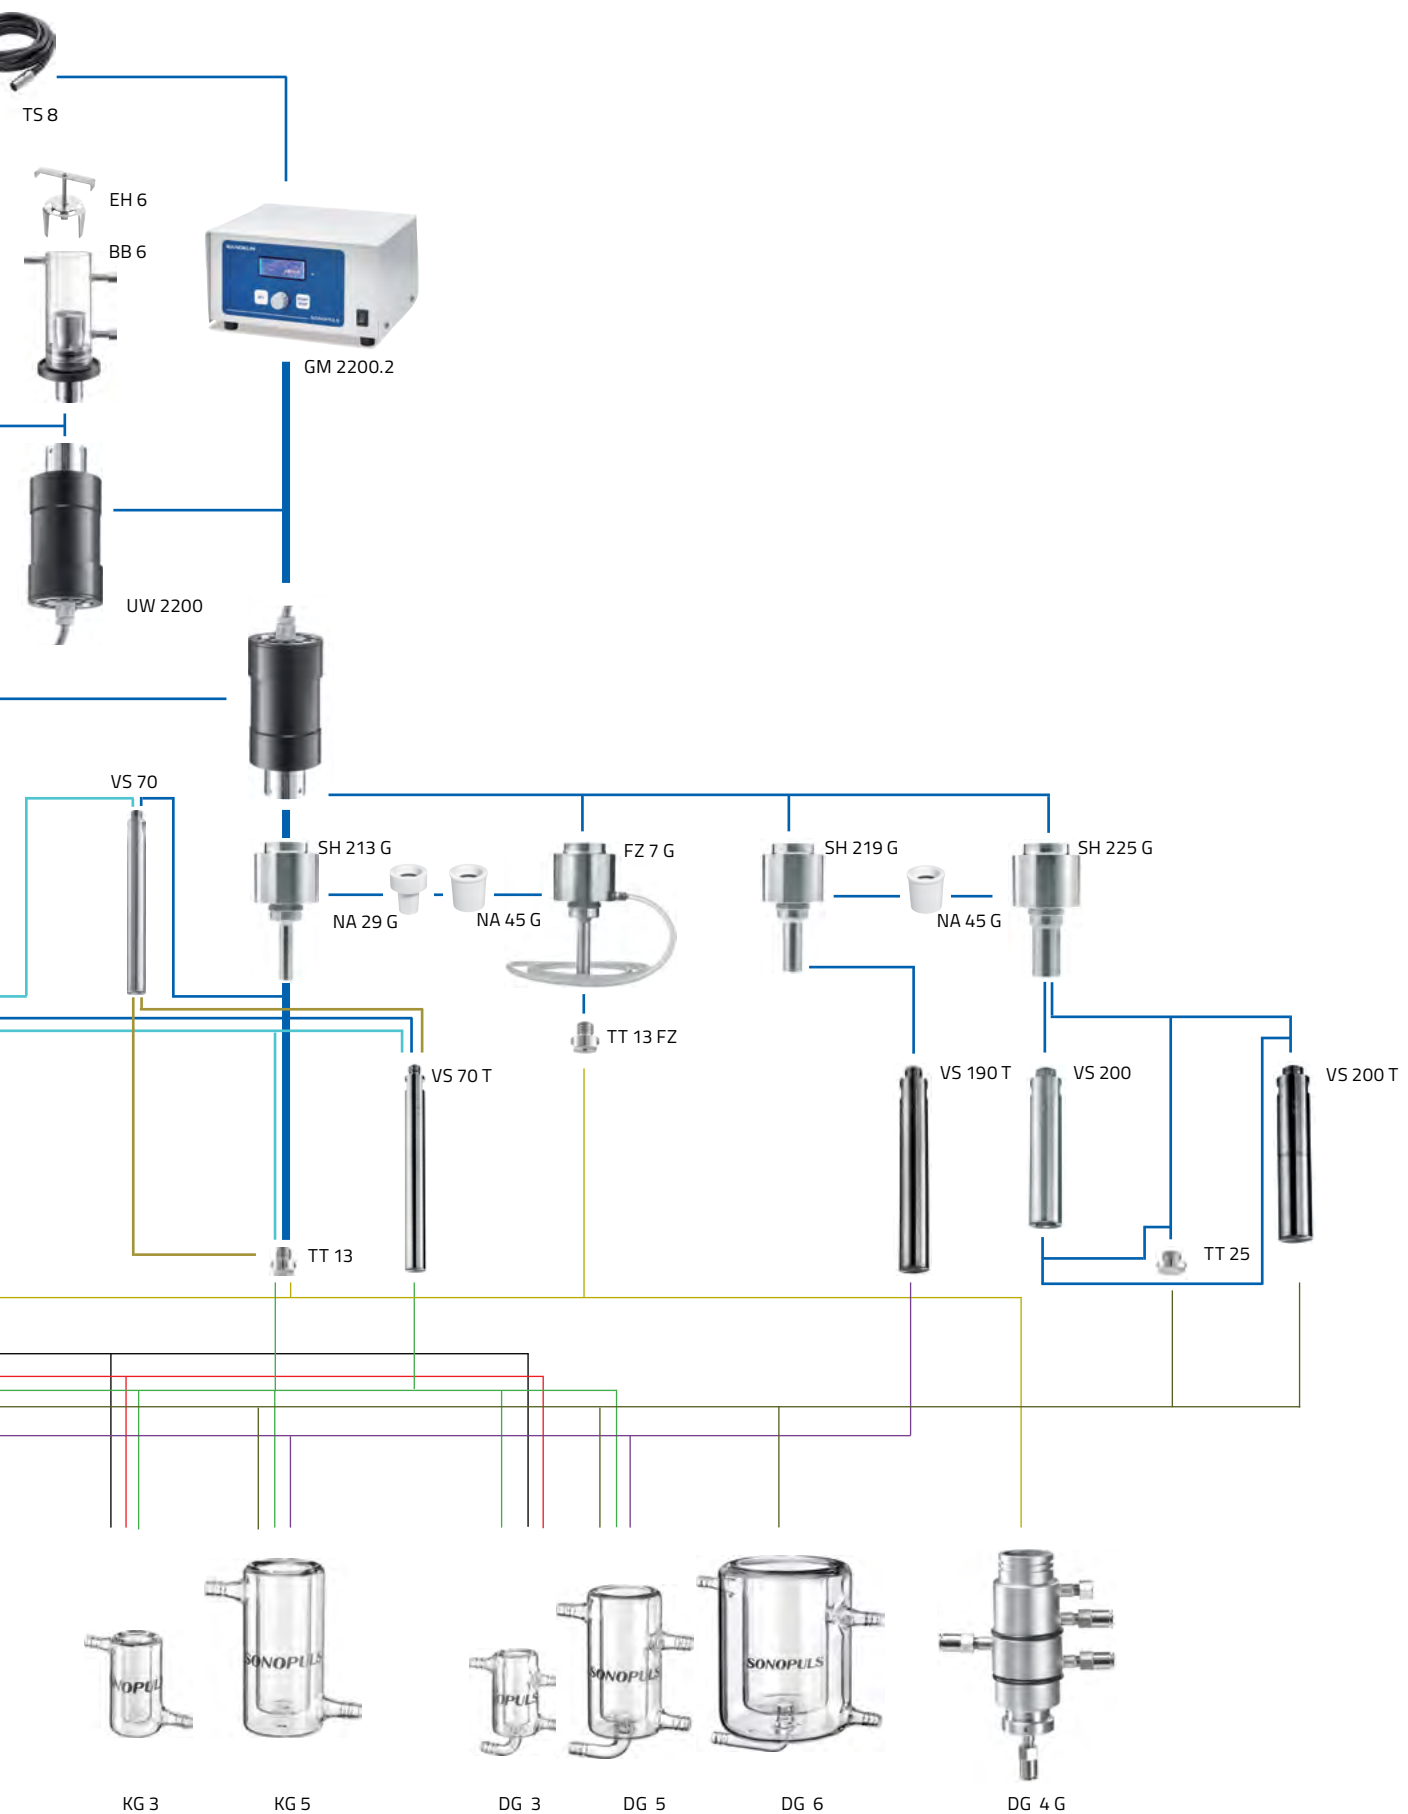 TS 8
EH 6
BB 6
GM 2200.2
UW 2200
VS 70
SH 213 G
FZ 7 G
SH 219 G
SH 225 G
NA 29 G
NA 45 G
NA 45 G
TT 13 FZ
VS 70 T
VS 190 T
VS 200
VS 200 T
TT 13
TT 25
SONOPULS
SONOPULS
KG 3
KG 5
DG 3
DG 5
DG 6
DG 4 G